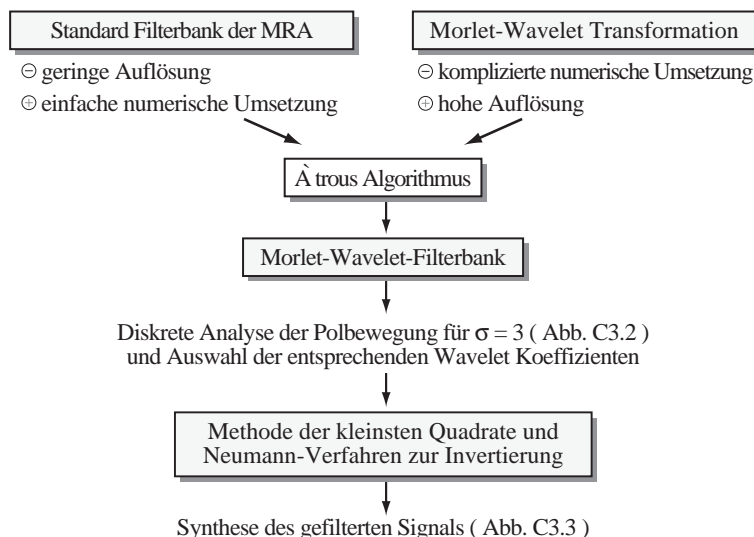 Standard Filterbank der MRA
⊖ geringe Auflösung
⊕ einfache numerische Umsetzung
Morlet-Wavelet Transformation
⊖ komplizierte numerische Umsetzung
⊕ hohe Auflösung
À trous Algorithmus
Morlet-Wavelet-Filterbank
Diskrete Analyse der Polbewegung für σ = 3 ( Abb. C3.2 )
und Auswahl der entsprechenden Wavelet Koeffizienten
Methode der kleinsten Quadrate und
Neumann-Verfahren zur Invertierung
Synthese des gefilterten Signals ( Abb. C3.3 )